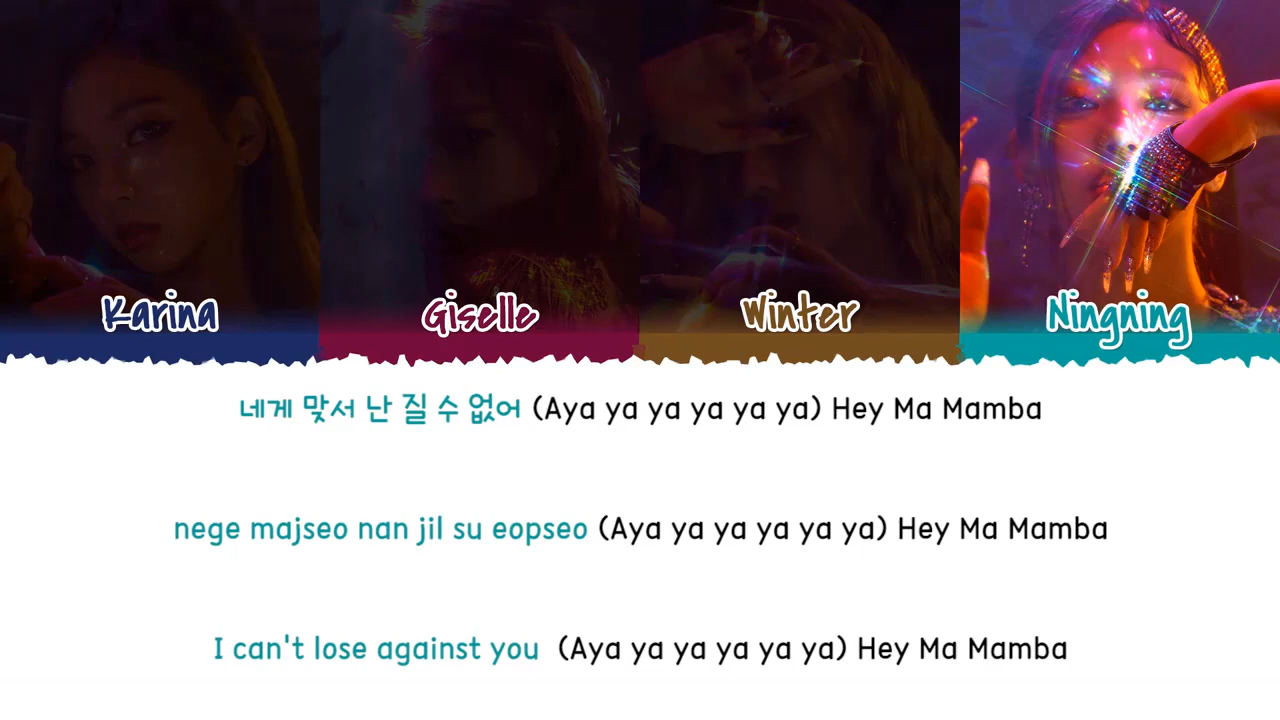 Karina
Giselle
Winter
Ningning
네게 맞서 난 질 수 없어 (Aya ya ya ya ya ya) Hey Ma Mamba
nege majseo nan jil su eopseo (Aya ya ya ya ya ya) Hey Ma Mamba
I can't lose against you (Aya ya ya ya ya ya) Hey Ma Mamba